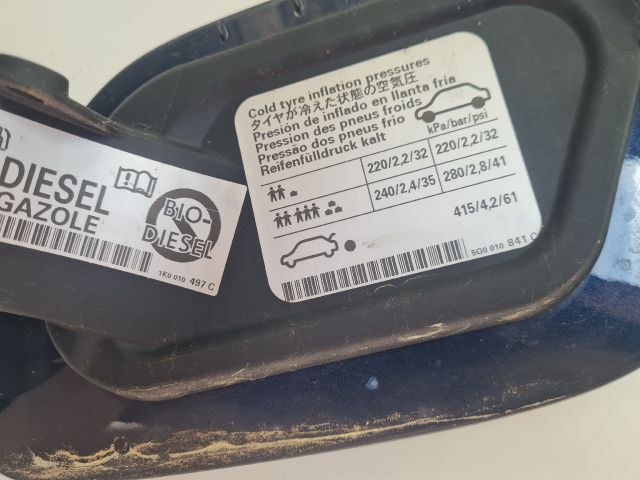 DIESEL
GAZOLE
BIO-
DIESEL
1K0 010 497 C
Cold tyre inflation pressures
タイヤが冷えた状態の空気圧
Presión de inflado en llanta fria
Pression des pneus froids
Pressão dos pneus frio
Reifenfülldruck kalt
kPa/bar/psi
220/2,2/32 220/2,2/32
240/2,4/35 280/2,8/41
415/4,2/61
5G0 010 841 C